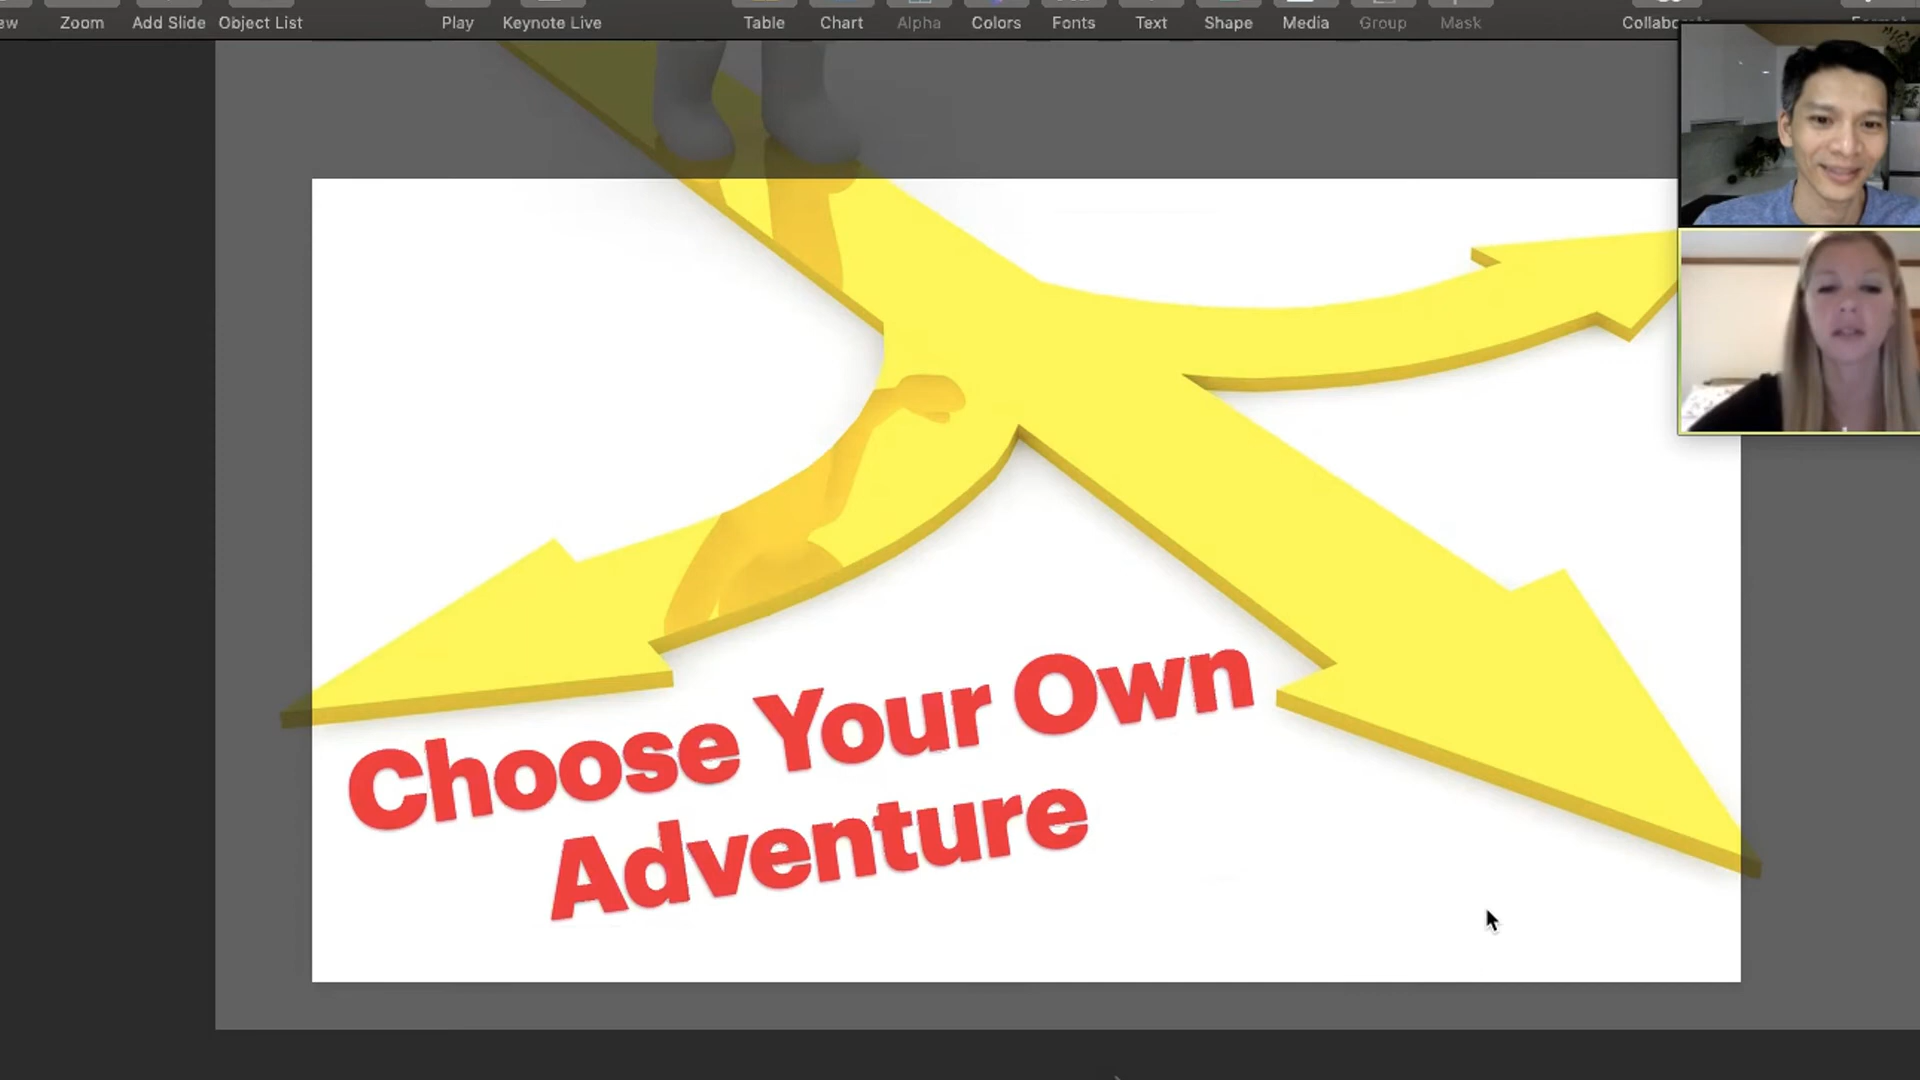 Zoom Add Slide Object List Play Keynote Live Table Chart Alpha Colors Fonts Text Shape Media Group Mask
Choose Your Own
Adventure